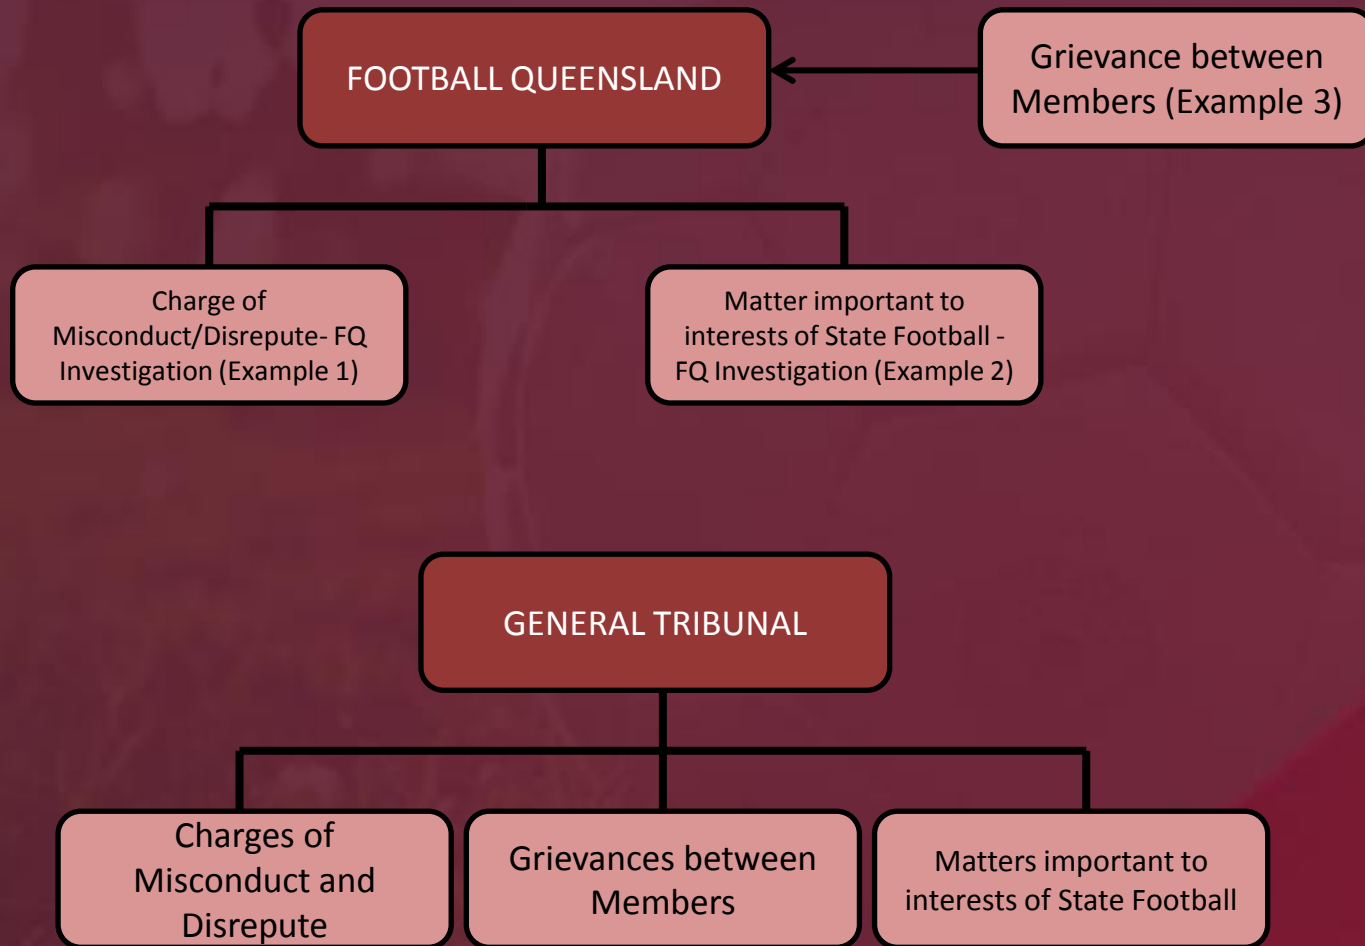 FOOTBALL QUEENSLAND
Grievance between
Members (Example 3)
Charge of
Misconduct/Disrepute- FQ
Investigation (Example 1)
Matter important to
interests of State Football -
FQ Investigation (Example 2)
GENERAL TRIBUNAL
Charges of
Misconduct and
Disrepute
Grievances between
Members
Matters important to
interests of State Football